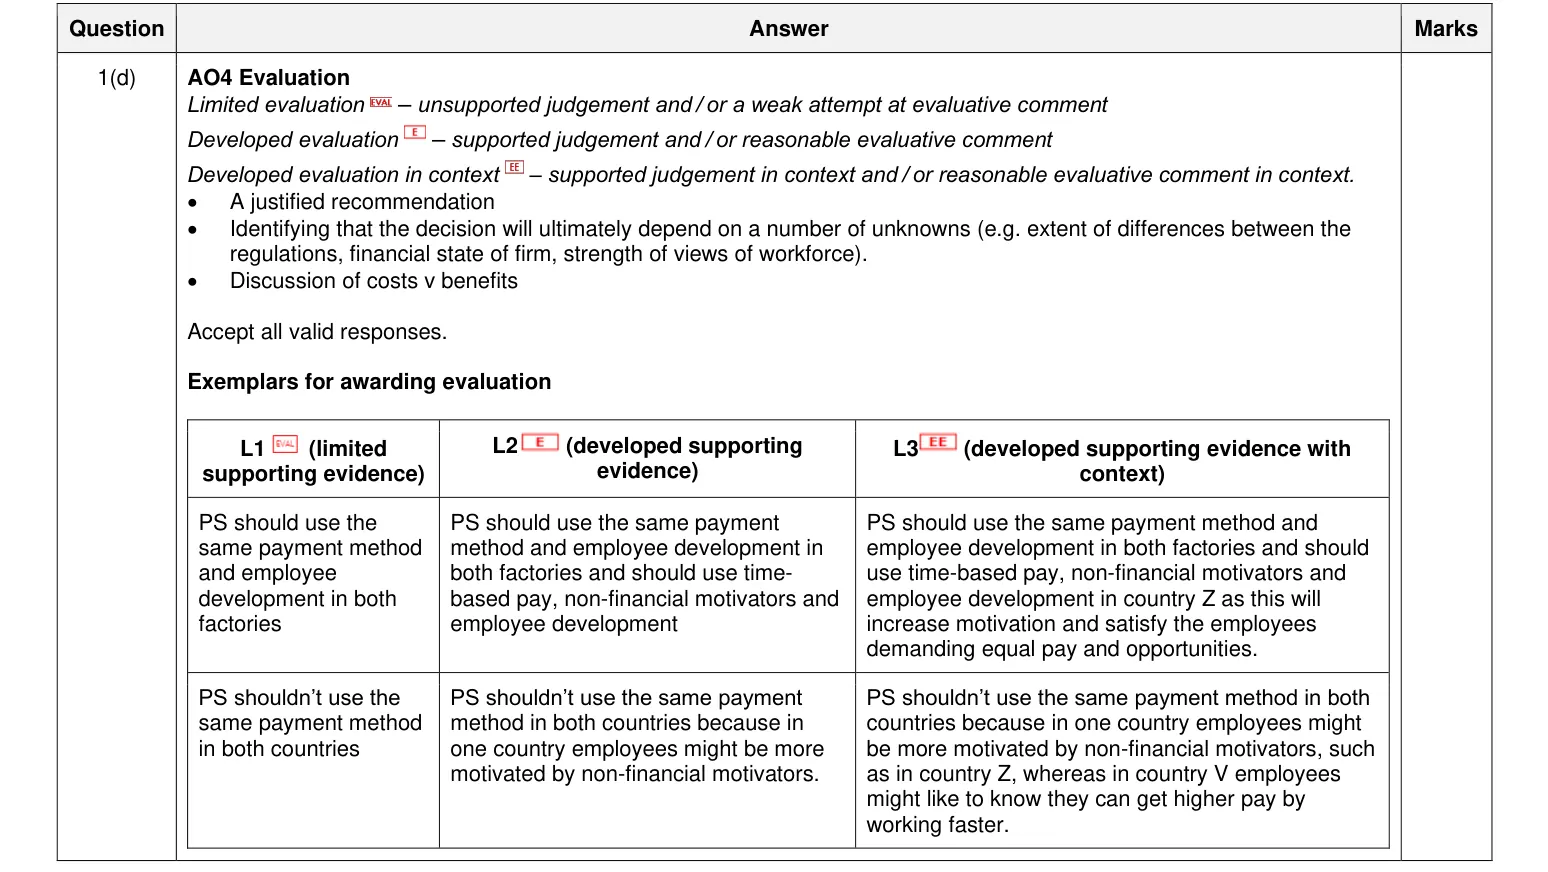 Question Answer Marks
1(d)
AO4 Evaluation
Limited evaluation EVAL – unsupported judgement and / or a weak attempt at evaluative comment
Developed evaluation E – supported judgement and / or reasonable evaluative comment
Developed evaluation in context EE – supported judgement in context and / or reasonable evaluative comment in context.
• A justified recommendation
• Identifying that the decision will ultimately depend on a number of unknowns (e.g. extent of differences between the
regulations, financial state of firm, strength of views of workforce).
• Discussion of costs v benefits
Accept all valid responses.
Exemplars for awarding evaluation
L1 EVAL (limited
supporting evidence)
L2 E (developed supporting
evidence)
L3 EE (developed supporting evidence with
context)
PS should use the
same payment method
and employee
development in both
factories
PS should use the same payment
method and employee development in
both factories and should use time-
based pay, non-financial motivators and
employee development
PS should use the same payment method and
employee development in both factories and should
use time-based pay, non-financial motivators and
employee development in country Z as this will
increase motivation and satisfy the employees
demanding equal pay and opportunities.
PS shouldn’t use the
same payment method
in both countries
PS shouldn’t use the same payment
method in both countries because in
one country employees might be more
motivated by non-financial motivators.
PS shouldn’t use the same payment method in both
countries because in one country employees might
be more motivated by non-financial motivators, such
as in country Z, whereas in country V employees
might like to know they can get higher pay by
working faster.